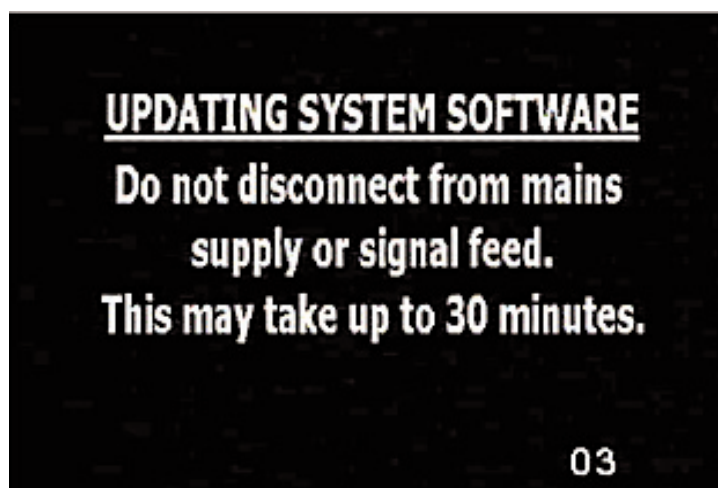 UPDATING SYSTEM SOFTWARE
Do not disconnect from mains
supply or signal feed.
This may take up to 30 minutes.
03